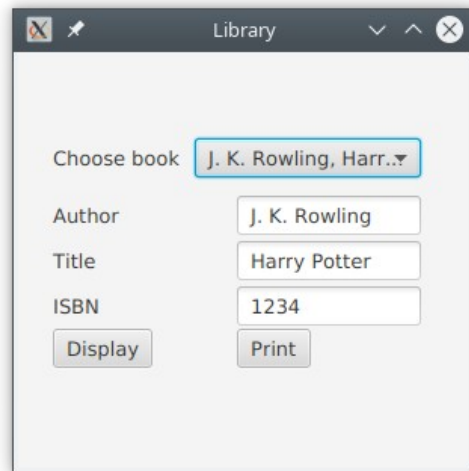 Library
Choose book J. K. Rowling, Harr...
Author J. K. Rowling
Title Harry Potter
ISBN 1234
Display Print